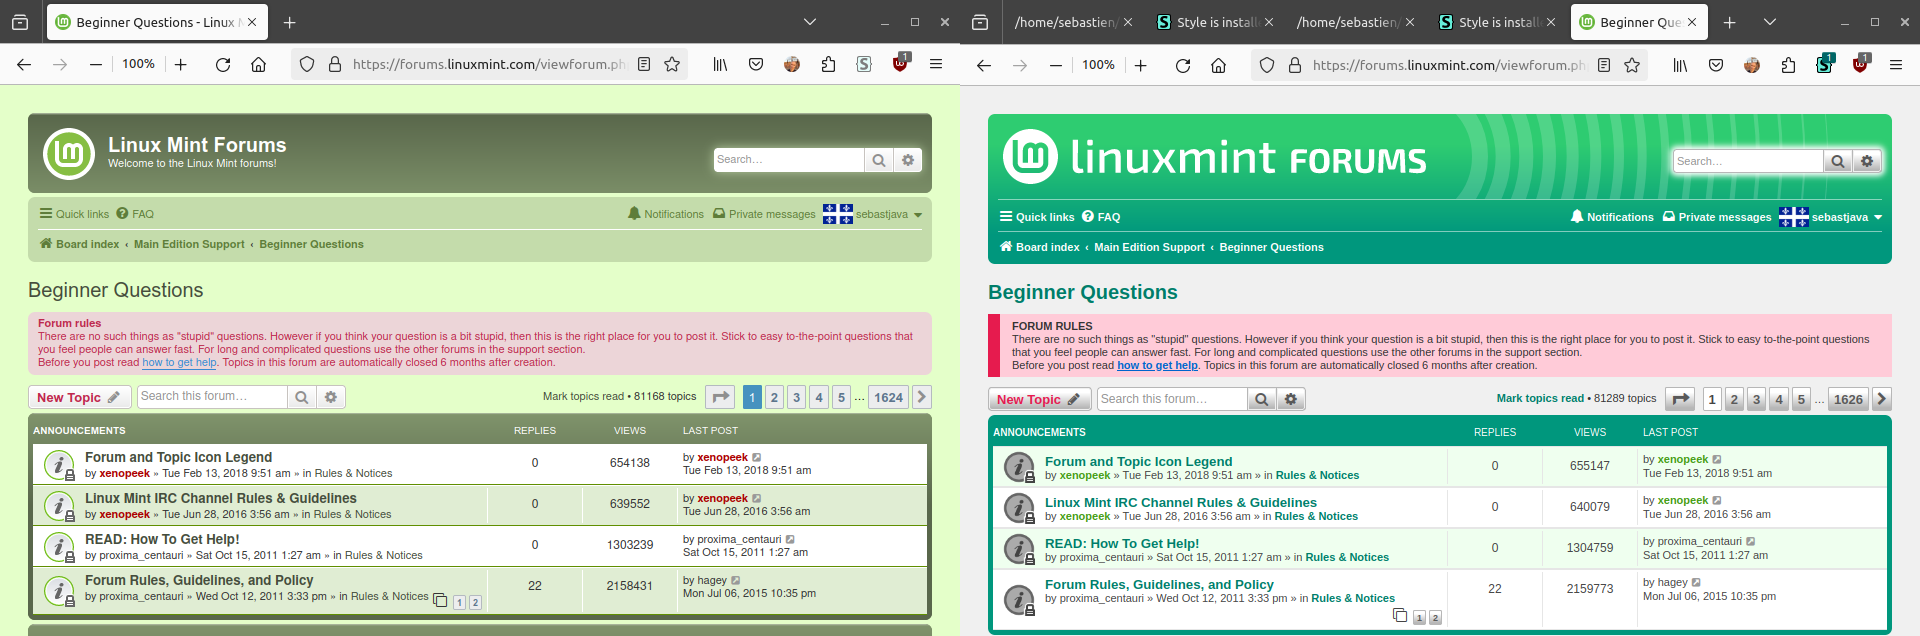 Beginner Questions - Linux M
100%
https://forums.linuxmint.com/viewforum.ph
1
Linux Mint Forums
Welcome to the Linux Mint forums!
Search…
Quick links FAQ
Notifications Private messages sebastjava
Board index ‹ Main Edition Support ‹ Beginner Questions
Beginner Questions
Forum rules
There are no such things as "stupid" questions. However if you think your question is a bit stupid, then this is the right place for you to post it. Stick to easy to-the-point questions that
you feel people can answer fast. For long and complicated questions use the other forums in the support section.
Before you post read how to get help. Topics in this forum are automatically closed 6 months after creation.
New Topic Search this forum… Mark topics read • 81168 topics 1 2 3 4 5 … 1624
ANNOUNCEMENTS REPLIES VIEWS LAST POST
Forum and Topic Icon Legend
by xenopeek » Tue Feb 13, 2018 9:51 am » in Rules & Notices
0 654138
by xenopeek
Tue Feb 13, 2018 9:51 am
Linux Mint IRC Channel Rules & Guidelines
by xenopeek » Tue Jun 28, 2016 3:56 am » in Rules & Notices
0 639552
by xenopeek
Tue Jun 28, 2016 3:56 am
READ: How To Get Help!
by proxima_centauri » Sat Oct 15, 2011 1:27 am » in Rules & Notices
0 1303239
by proxima_centauri
Sat Oct 15, 2011 1:27 am
Forum Rules, Guidelines, and Policy
by proxima_centauri » Wed Oct 12, 2011 3:33 pm » in Rules & Notices
1 2
22 2158431
by hagey
Mon Jul 06, 2015 10:35 pm
/home/sebastien/ Style is install /home/sebastien/ Style is install Beginner Que
100%
https://forums.linuxmint.com/viewforum.ph
1 1
linuxmint FORUMS
Search…
Quick links FAQ
Notifications Private messages sebastjava
Board index ‹ Main Edition Support ‹ Beginner Questions
Beginner Questions
FORUM RULES
There are no such things as "stupid" questions. However if you think your question is a bit stupid, then this is the right place for you to post it. Stick to easy to-the-point questions
that you feel people can answer fast. For long and complicated questions use the other forums in the support section.
Before you post read how to get help. Topics in this forum are automatically closed 6 months after creation.
New Topic Search this forum… Mark topics read • 81289 topics 1 2 3 4 5 … 1626
ANNOUNCEMENTS REPLIES VIEWS LAST POST
Forum and Topic Icon Legend
by xenopeek » Tue Feb 13, 2018 9:51 am » in Rules & Notices
0 655147
by xenopeek
Tue Feb 13, 2018 9:51 am
Linux Mint IRC Channel Rules & Guidelines
by xenopeek » Tue Jun 28, 2016 3:56 am » in Rules & Notices
0 640079
by xenopeek
Tue Jun 28, 2016 3:56 am
READ: How To Get Help!
by proxima_centauri » Sat Oct 15, 2011 1:27 am » in Rules & Notices
0 1304759
by proxima_centauri
Sat Oct 15, 2011 1:27 am
Forum Rules, Guidelines, and Policy
by proxima_centauri » Wed Oct 12, 2011 3:33 pm » in Rules & Notices
1 2
22 2159773
by hagey
Mon Jul 06, 2015 10:35 pm